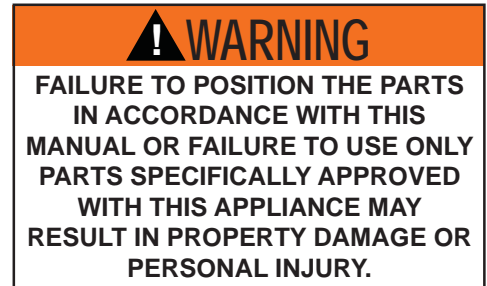 ! WARNING
FAILURE TO POSITION THE PARTS
IN ACCORDANCE WITH THIS
MANUAL OR FAILURE TO USE ONLY
PARTS SPECIFICALLY APPROVED
WITH THIS APPLIANCE MAY
RESULT IN PROPERTY DAMAGE OR
PERSONAL INJURY.